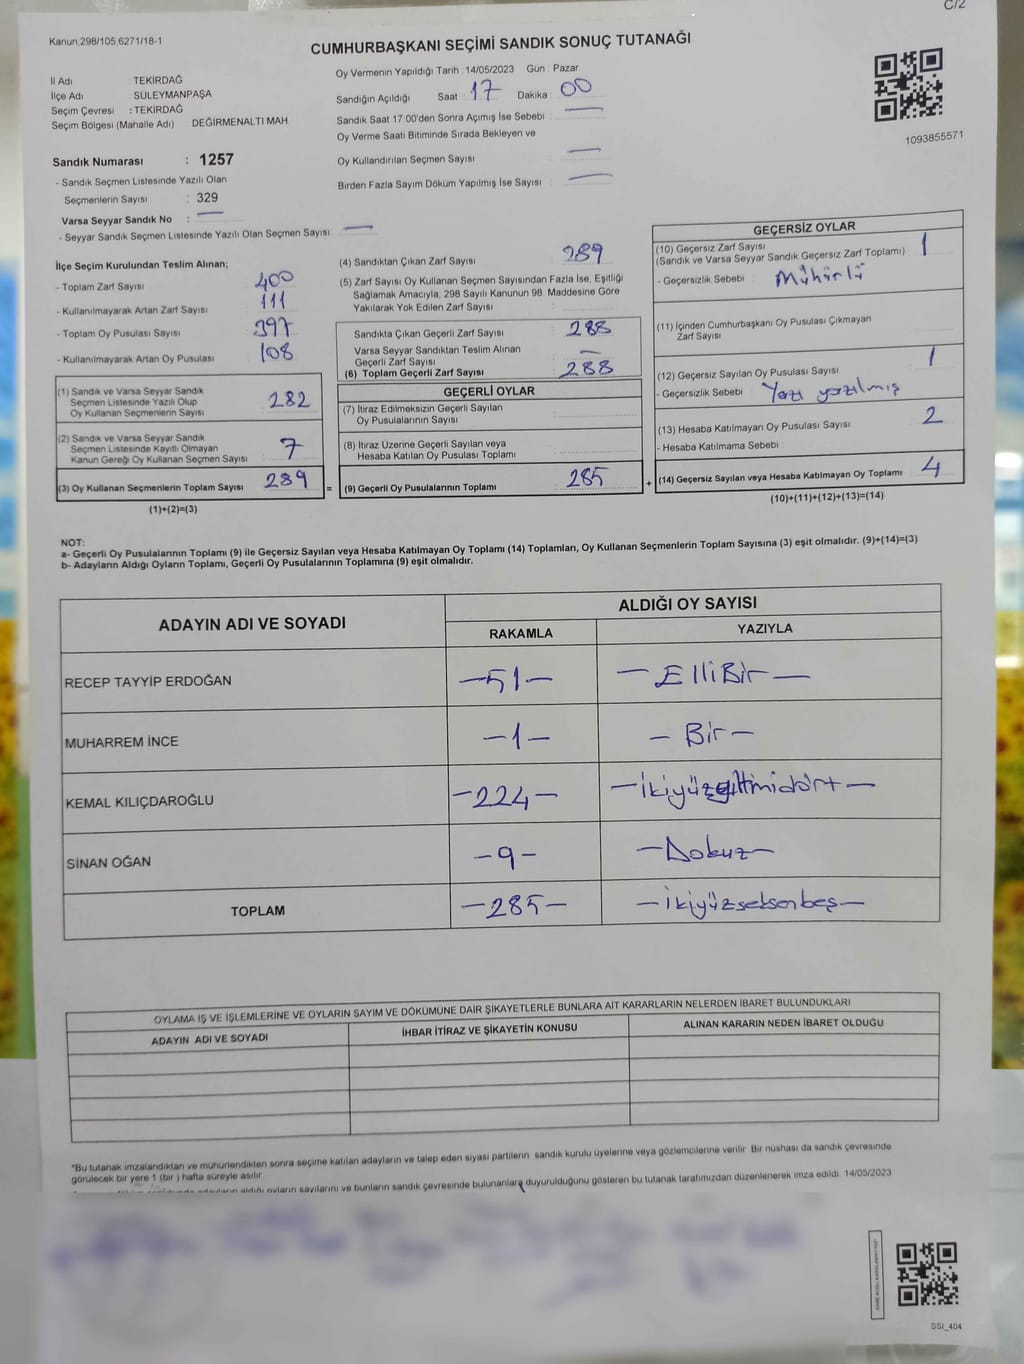 C/2
Kanun,298/105,6271/18-1
CUMHURBAŞKANI SEÇİMİ SANDIK SONUÇ TUTANAĞI
İl Adı : TEKİRDAĞ
İlçe Adı : SÜLEYMANPAŞA
Seçim Çevresi : TEKİRDAĞ
Seçim Bölgesi (Mahalle Adı) DEĞİRMENALTI MAH.
Oy Vermenin Yapıldığı Tarih :14/05/2023 Gün : Pazar
Sandığın Açıldığı Saat : 17 Dakika : 00
Sandık Saat 17:00'den Sonra Açımış İse Sebebi : —
Oy Verme Saati Bitiminde Sırada Bekleyen ve
Oy Kullandırılan Seçmen Sayısı : —
Birden Fazla Sayım Döküm Yapılmış İse Sayısı : —
1093855571
Sandık Numarası : 1257
- Sandık Seçmen Listesinde Yazılı Olan
Seçmenlerin Sayısı : 329
Varsa Seyyar Sandık No : —
- Seyyar Sandık Seçmen Listesinde Yazılı Olan Seçmen Sayısı: —
İlçe Seçim Kurulundan Teslim Alınan;
- Toplam Zarf Sayısı : 400
- Kullanılmayarak Artan Zarf Sayısı : 111
- Toplam Oy Pusulası Sayısı : 397
- Kullanılmayarak Artan Oy Pusulası : 108
(1) Sandık ve Varsa Seyyar Sandık
Seçmen Listesinde Yazılı Olup
Oy Kullanan Seçmenlerin Sayısı 282
(2) Sandık ve Varsa Seyyar Sandık
Seçmen Listesinde Kayıtlı Olmayan
Kanun Gereği Oy Kullanan Seçmen Sayısı 7
(3) Oy Kullanan Seçmenlerin Toplam Sayısı 289
(1)+(2)=(3)
(4) Sandıktan Çıkan Zarf Sayısı : 289
(5) Zarf Sayısı Oy Kullanan Seçmen Sayısından Fazla İse, Eşitliği
Sağlamak Amacıyla, 298 Sayılı Kanunun 98. Maddesine Göre
Yakılarak Yok Edilen Zarf Sayısı :
Sandıkta Çıkan Geçerli Zarf Sayısı : 288
Varsa Seyyar Sandıktan Teslim Alınan
Geçerli Zarf Sayısı : —
(6) Toplam Geçerli Zarf Sayısı : 288
GEÇERLİ OYLAR
(7) İtiraz Edilmeksizin Geçerli Sayılan
Oy Pusulalarının Sayısı :
(8) İtiraz Üzerine Geçerli Sayılan veya
Hesaba Katılan Oy Pusulası Toplamı :
= (9) Geçerli Oy Pusulalarının Toplamı : 285
GEÇERSİZ OYLAR
(10) Geçersiz Zarf Sayısı
(Sandık ve Varsa Seyyar Sandık Geçersiz Zarf Toplamı) : 1
- Geçersizlik Sebebi : Mühürlü
(11) İçinden Cumhurbaşkanı Oy Pusulası Çıkmayan
Zarf Sayısı :
(12) Geçersiz Sayılan Oy Pusulası Sayısı : 1
- Geçersizlik Sebebi : Yazı yazılmış
(13) Hesaba Katılmayan Oy Pusulası Sayısı : 2
- Hesaba Katılmama Sebebi :
+ (14) Geçersiz Sayılan veya Hesaba Katılmayan Oy Toplamı : 4
(10)+(11)+(12)+(13)=(14)
NOT:
a- Geçerli Oy Pusulalarının Toplamı (9) ile Geçersiz Sayılan veya Hesaba Katılmayan Oy Toplamı (14) Toplamları, Oy Kullanan Seçmenlerin Toplam Sayısına (3) eşit olmalıdır. (9)+(14)=(3)
b- Adayların Aldığı Oyların Toplamı, Geçerli Oy Pusulalarının Toplamına (9) eşit olmalıdır.
ADAYIN ADI VE SOYADI ALDIĞI OY SAYISI
RAKAMLA YAZIYLA
RECEP TAYYİP ERDOĞAN —51— — ElliBir —
MUHARREM İNCE —1— — Bir —
KEMAL KILIÇDAROĞLU —224—
SİNAN OĞAN —9— —Dokuz—
TOPLAM —285— —İkiyüzseksenbeş—
OYLAMA İŞ VE İŞLEMLERİNE VE OYLARIN SAYIM VE DÖKÜMÜNE DAİR ŞİKAYETLERLE BUNLARA AİT KARARLARIN NELERDEN İBARET BULUNDUKLARI
ADAYIN ADI VE SOYADI İHBAR İTİRAZ VE ŞİKAYETİN KONUSU ALINAN KARARIN NEDEN İBARET OLDUĞU
*Bu tutanak imzalandıktan ve mühürlendikten sonra seçime katılan adayların ve talep eden siyasi partilerin sandık kurulu üyelerine veya gözlemcilerine verilir. Bir nüshası da sandık çevresinde
görülecek bir yere 1 (bir ) hafta süreyle asılır.
adayların aldığı oyların sayılarını ve bunların sandık çevresinde bulunanlara duyurulduğunu gösteren bu tutanak tarafımızdan düzenlenerek imza edildi. 14/05/2023
SSI_404